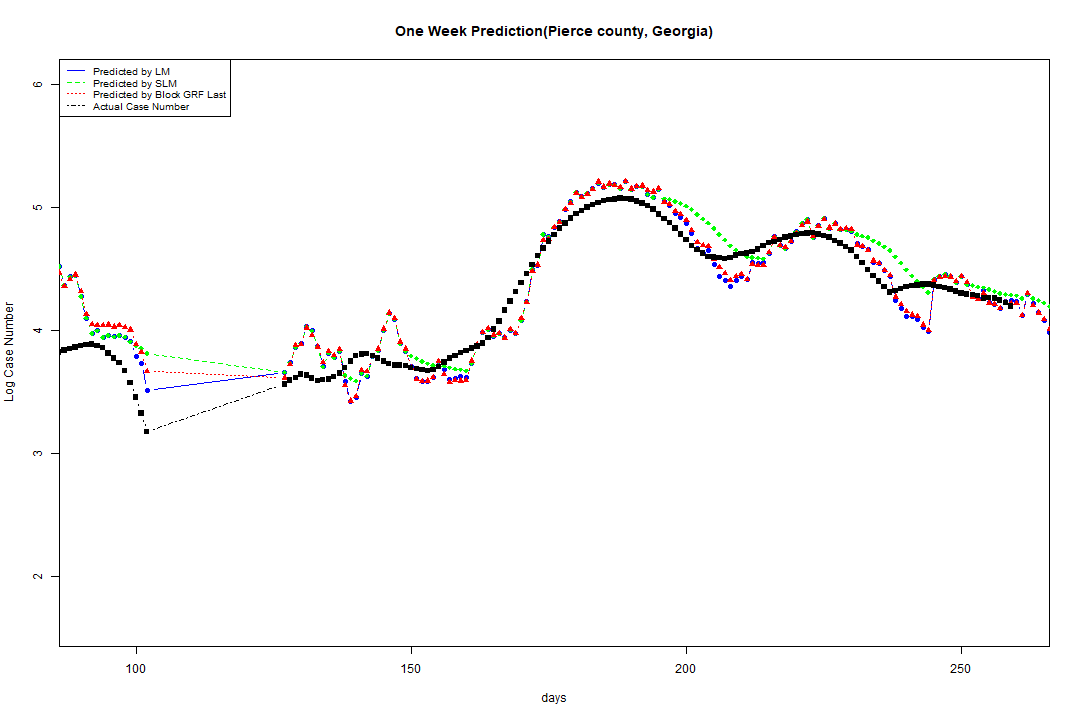 One Week Prediction(Pierce county, Georgia)
Predicted by LM
Predicted by SLM
Predicted by Block GRF Last
Actual Case Number
6
5
4
3
2
Log Case Number
100 150 200 250
days